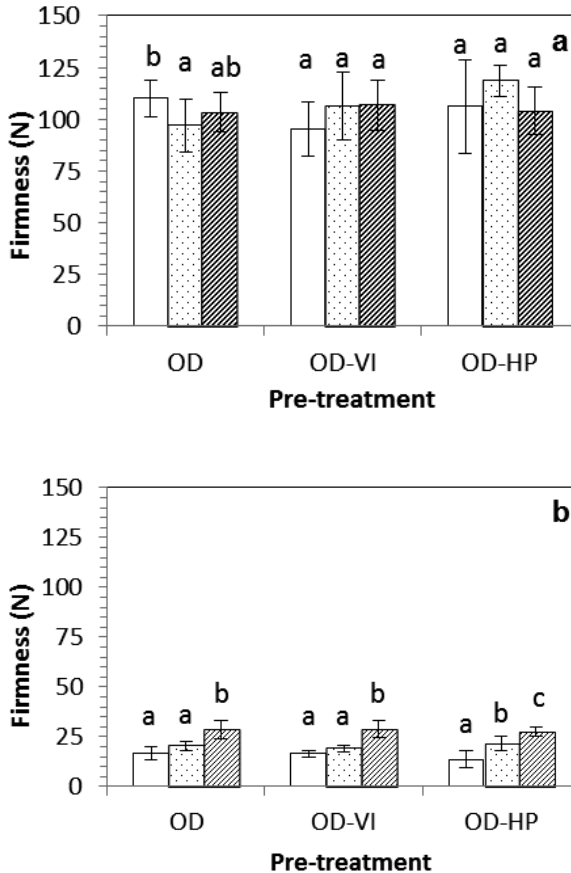 150
a
b a ab a a a a a a
125
100
75
50
25
0
Firmness (N)
OD OD-VI OD-HP
Pre-treatment
150
b
125
100
75
50
a a b a a b a b c
25
0
Firmness (N)
OD OD-VI OD-HP
Pre-treatment